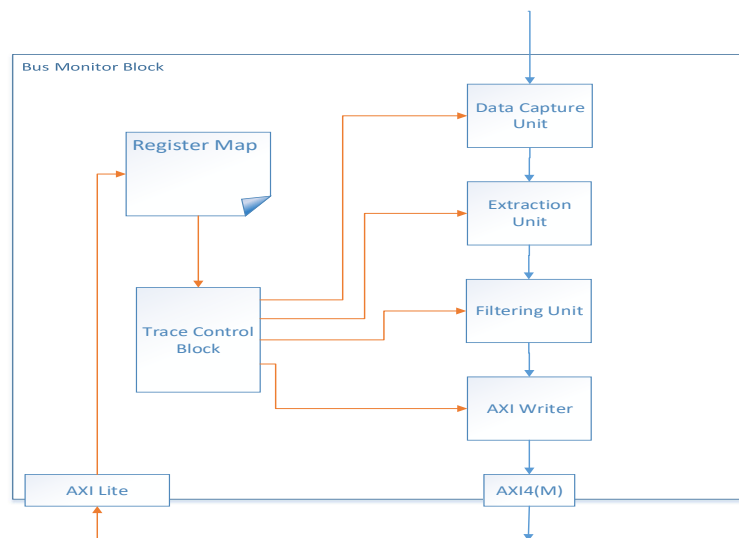 Bus Monitor Block
Data Capture
Unit
Register Map
Extraction
Unit
Trace Control
Block
Filtering Unit
AXI Writer
AXI Lite
AXI4(M)